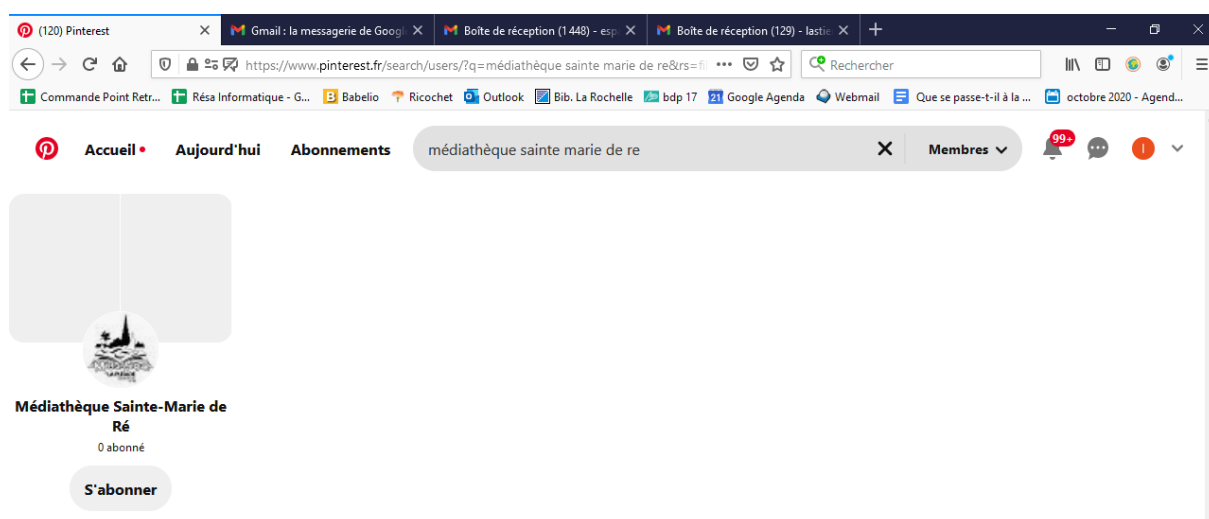 (120) Pinterest
Gmail : la messagerie de Googl
Boîte de réception (1 448) - esp
Boîte de réception (129) - lastie
https://www.pinterest.fr/search/users/?q=médiathèque sainte marie de re&rs=fi
Rechercher
Commande Point Retr...
Résa Informatique - G...
B Babelio
Ricochet
Outlook
Bib. La Rochelle
bdp 17
21 Google Agenda
Webmail
Que se passe-t-il à la ...
octobre 2020 - Agend...
Accueil
Aujourd'hui
Abonnements
médiathèque sainte marie de re
Membres
99+
I
Médiathèque Sainte-Marie de
Ré
0 abonné
S'abonner